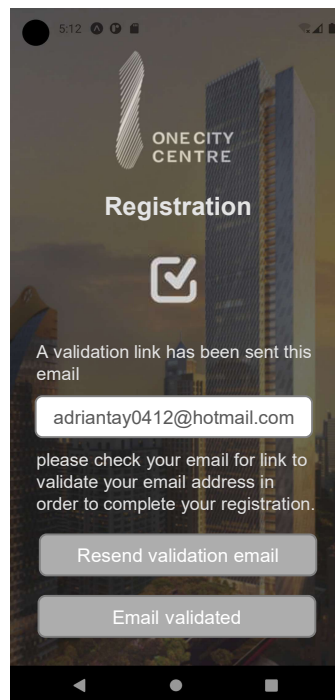 5:12
ONE CITY
CENTRE
Registration
A validation link has been sent this
email
adriantay0412@hotmail.com
please check your email for link to
validate your email address in
order to complete your registration.
Resend validation email
Email validated